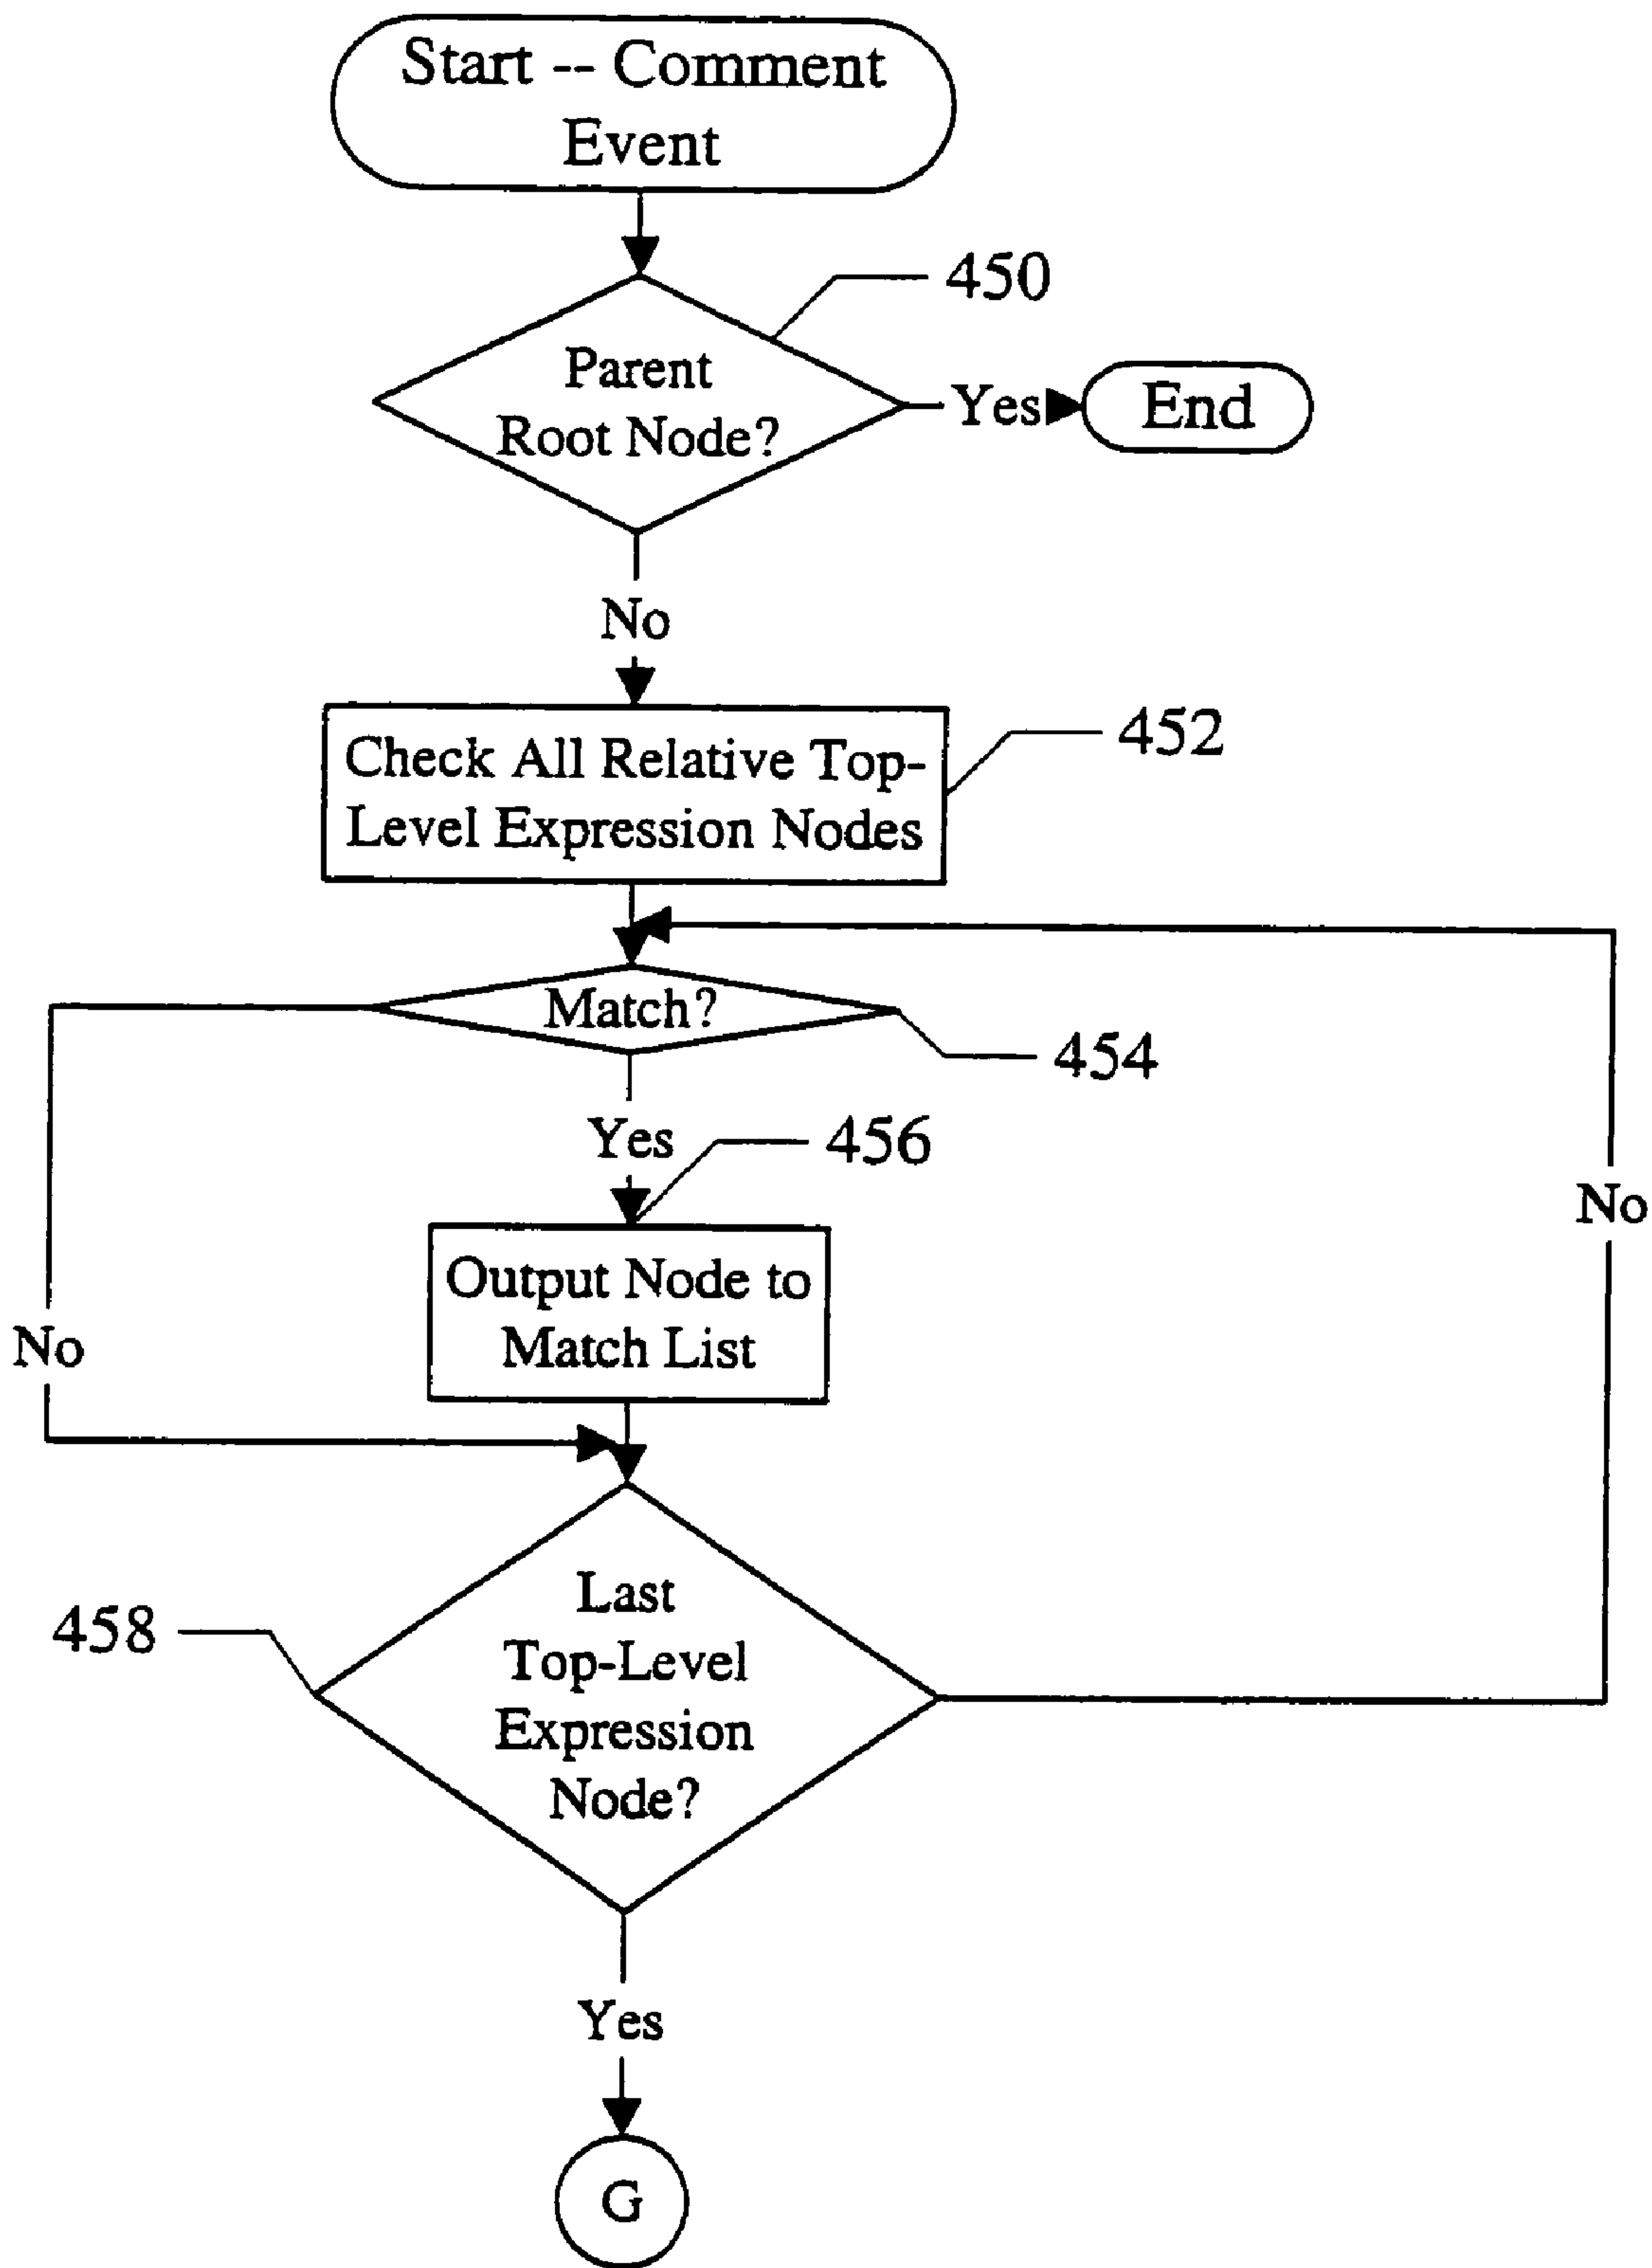 Start -- Comment
Event
450
Parent
Root Node?
Yes
End
No
452
Check All Relative Top-
Level Expression Nodes
Match?
454
Yes
456
No
Output Node to
Match List
No
Last
458
Top-Level
Expression
Node?
Yes
G